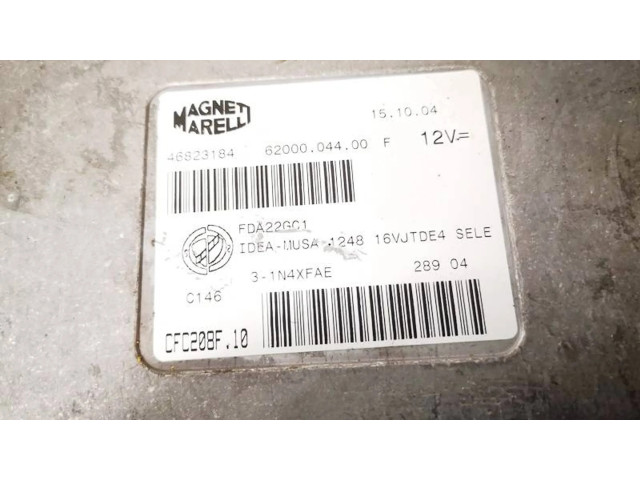 MAGNETI MARELLI
15.10.04
46823184 62000.044.00 F 12V=
FDA22GC1
IDEA-MUSA 1248 16VJTDE4 SELE
3-1N4XFAE 289 04
C146
CFC208F.10